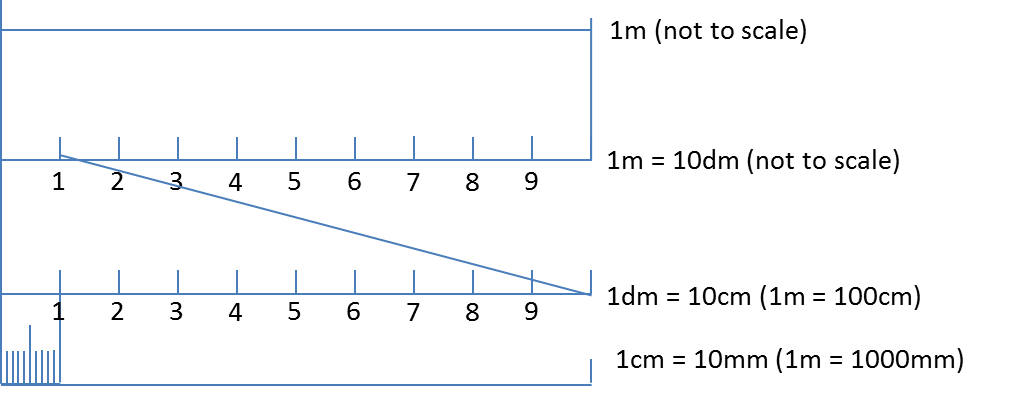 1m (not to scale)
1 2 3 4 5 6 7 8 9 1m = 10dm (not to scale)
1 2 3 4 5 6 7 8 9 1dm = 10cm (1m = 100cm)
1cm = 10mm (1m = 1000mm)